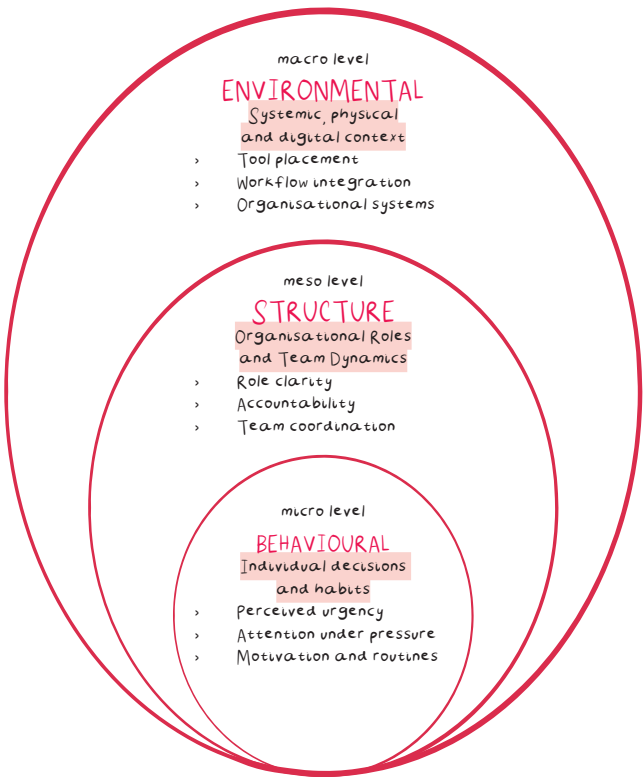 macro level
ENVIRONMENTAL
Systemic, physical
and digital context
› Tool placement
› Workflow integration
› Organisational systems
meso level
STRUCTURE
Organisational Roles
and Team Dynamics
› Role clarity
› Accountability
› Team coordination
micro level
BEHAVIOURAL
Individual decisions
and habits
› Perceived urgency
› Attention under pressure
› Motivation and routines